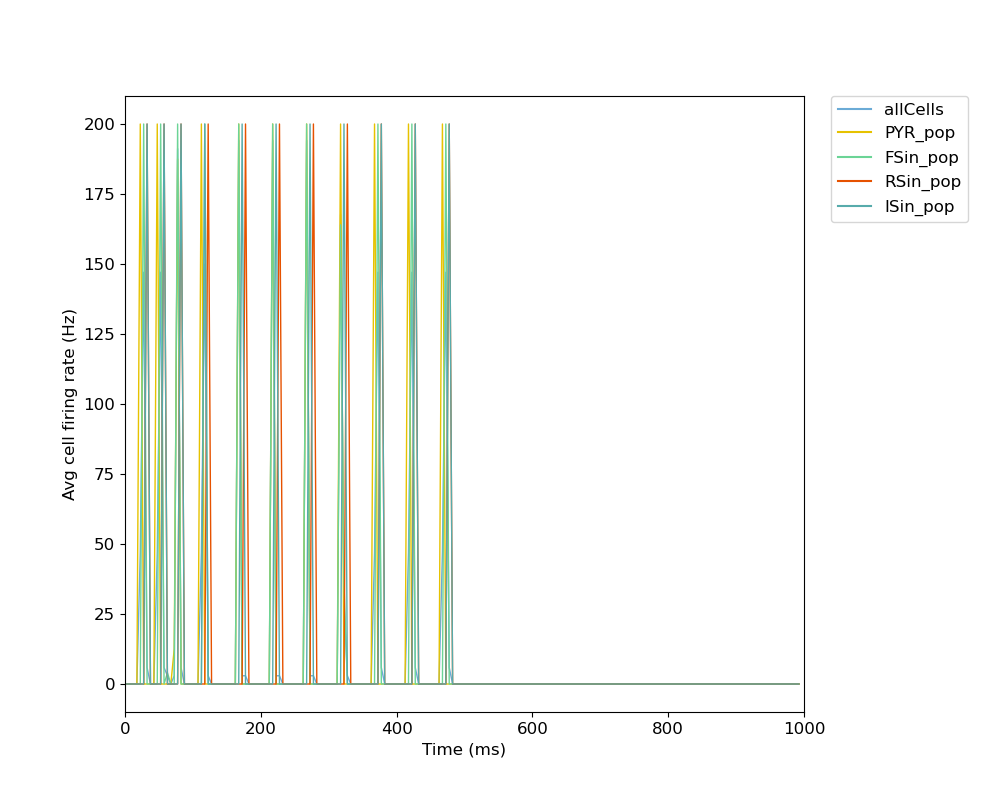 allCells
PYR_pop
FSin_pop
RSin_pop
ISin_pop
200
175
150
125
100
75
50
25
0
Avg cell firing rate (Hz)
0 200 400 600 800 1000
Time (ms)